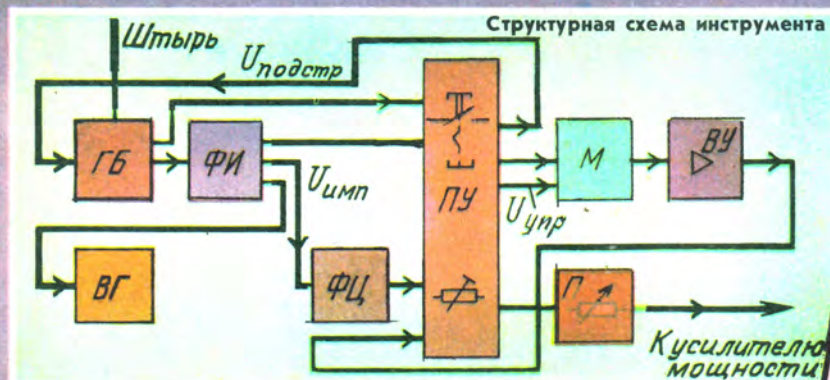 Структурная схема инструмента
Штырь
Uподстр
ГБ
ФИ
Uимп
ПУ
М
ВУ
Uупр
ВГ
ФЦ
П
К усилителю
мощности